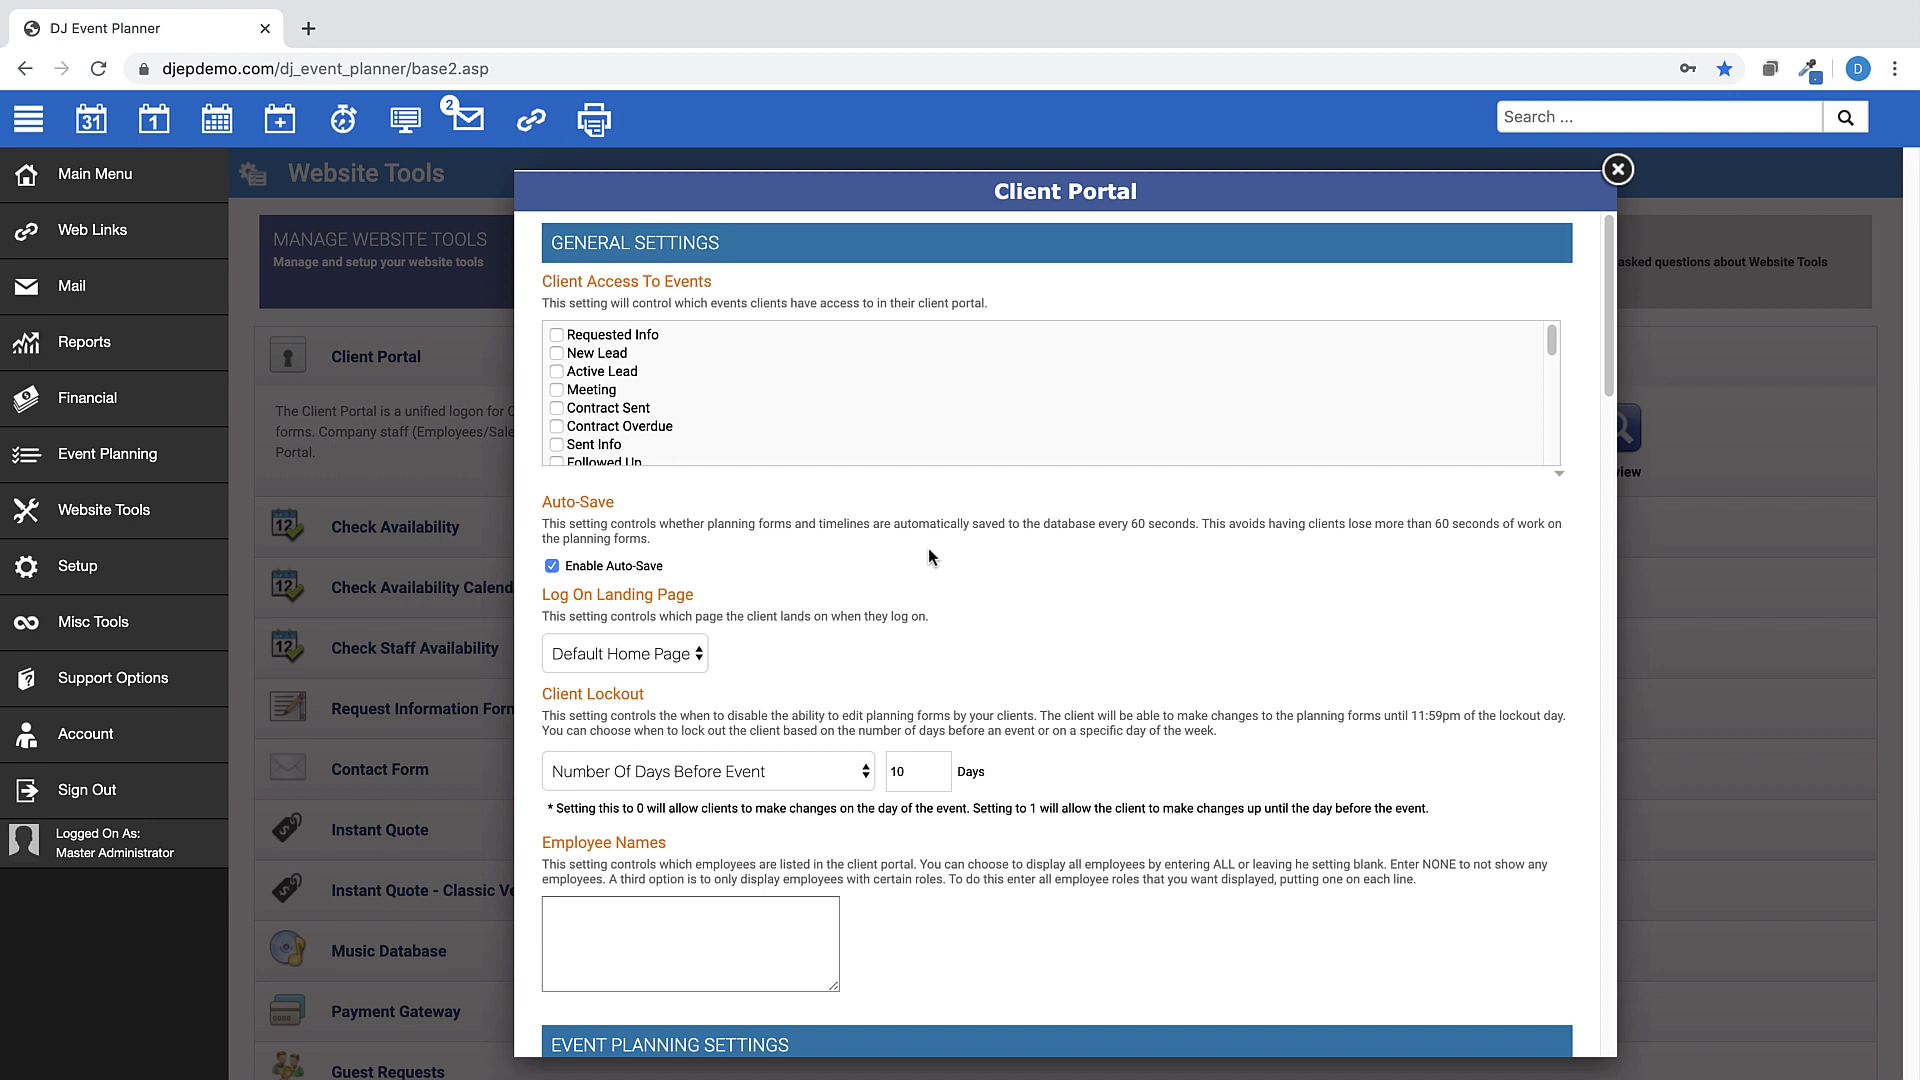 DJ Event Planner
djepdemo.com/dj_event_planner/base2.asp
D
31
1
2
Search ...
Main Menu
Web Links
Mail
Reports
Financial
Event Planning
Website Tools
Setup
Misc Tools
Support Options
Account
Sign Out
Logged On As:
Master Administrator
Website Tools
MANAGE WEBSITE TOOLS
Manage and setup your website tools
asked questions about Website Tools
Client Portal
The Client Portal is a unified logon for C
forms. Company staff (Employees/Sale
Portal.
view
12
Check Availability
12
Check Availability Calend
12
Check Staff Availability
Request Information Forn
Contact Form
Instant Quote
Instant Quote - Classic Ve
Music Database
Payment Gateway
Guest Requests
Client Portal
GENERAL SETTINGS
Client Access To Events
This setting will control which events clients have access to in their client portal.
Requested Info
New Lead
Active Lead
Meeting
Contract Sent
Contract Overdue
Sent Info
Followed Up
Auto-Save
This setting controls whether planning forms and timelines are automatically saved to the database every 60 seconds. This avoids having clients lose more than 60 seconds of work on
the planning forms.
Enable Auto-Save
Log On Landing Page
This setting controls which page the client lands on when they log on.
Default Home Page
Client Lockout
This setting controls the when to disable the ability to edit planning forms by your clients. The client will be able to make changes to the planning forms until 11:59pm of the lockout day.
You can choose when to lock out the client based on the number of days before an event or on a specific day of the week.
Number Of Days Before Event 10 Days
* Setting this to 0 will allow clients to make changes on the day of the event. Setting to 1 will allow the client to make changes up until the day before the event.
Employee Names
This setting controls which employees are listed in the client portal. You can choose to display all employees by entering ALL or leaving he setting blank. Enter NONE to not show any
employees. A third option is to only display employees with certain roles. To do this enter all employee roles that you want displayed, putting one on each line.
EVENT PLANNING SETTINGS